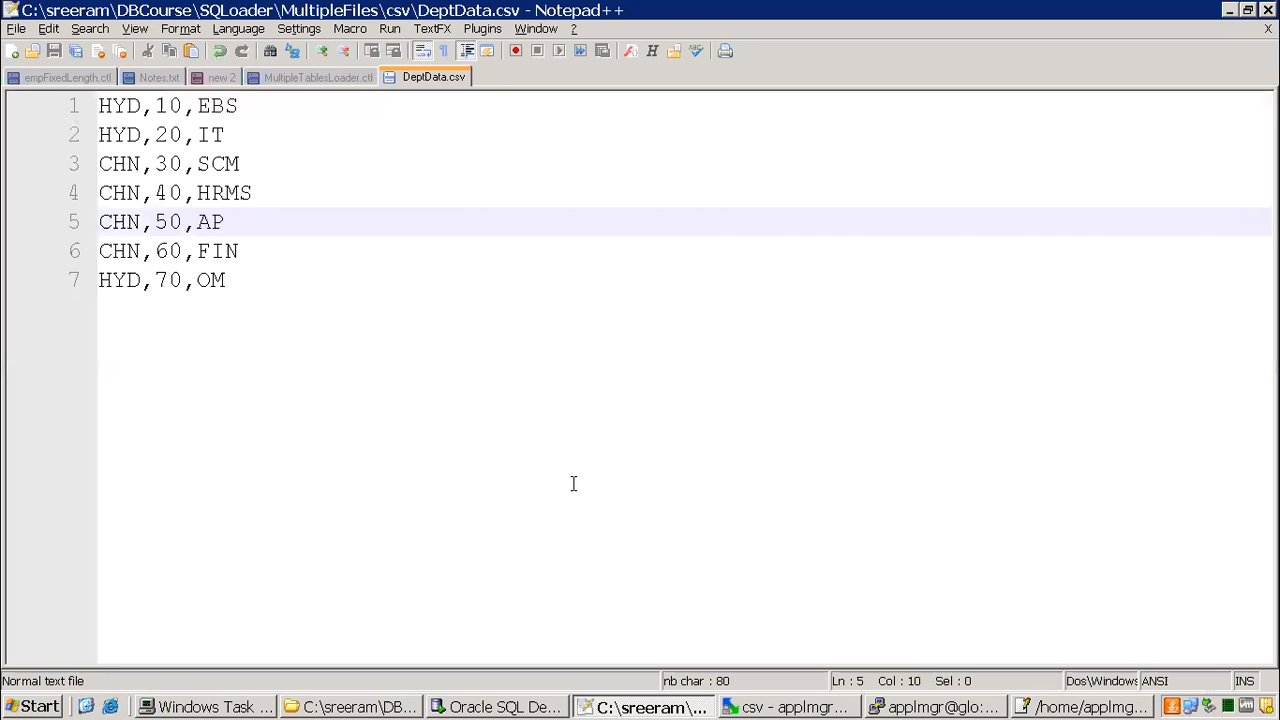 C:\sreeram\DBCourse\SQLoader\MultipleFiles\csv\DeptData.csv - Notepad++
File Edit Search View Format Language Settings Macro Run TextFX Plugins Window ?
empFixedLength.ctl Notes.txt new 2 MultipleTablesLoader.ctl DeptData.csv
1 HYD,10,EBS
2 HYD,20,IT
3 CHN,30,SCM
4 CHN,40,HRMS
5 CHN,50,AP
6 CHN,60,FIN
7 HYD,70,OM
Normal text file nb char : 80 Ln : 5 Col : 10 Sel : 0 Dos\Windows ANSI INS
Start Windows Task ... C:\sreeram\DB... Oracle SQL De... C:\sreeram\... csv - applmgr... applmgr@glo:... /home/applmg...